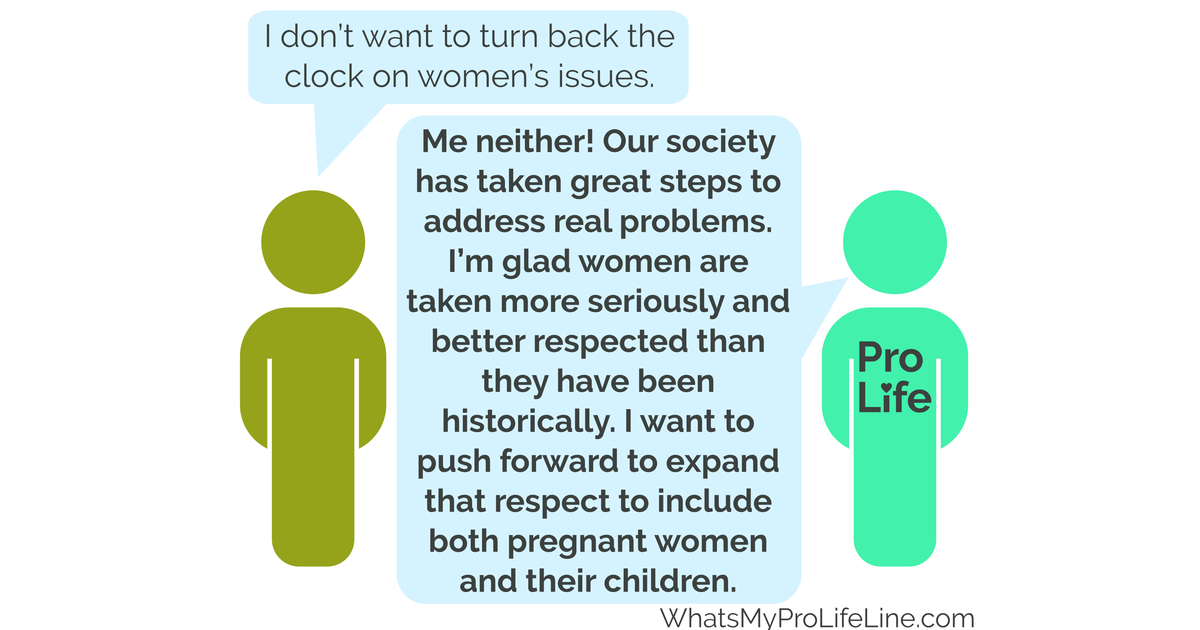 I don’t want to turn back the
clock on women’s issues.
Me neither! Our society
has taken great steps to
address real problems.
I’m glad women are
taken more seriously and
better respected than
they have been
historically. I want to
push forward to expand
that respect to include
both pregnant women
and their children.
Pro
Life
WhatsMyProLifeLine.com